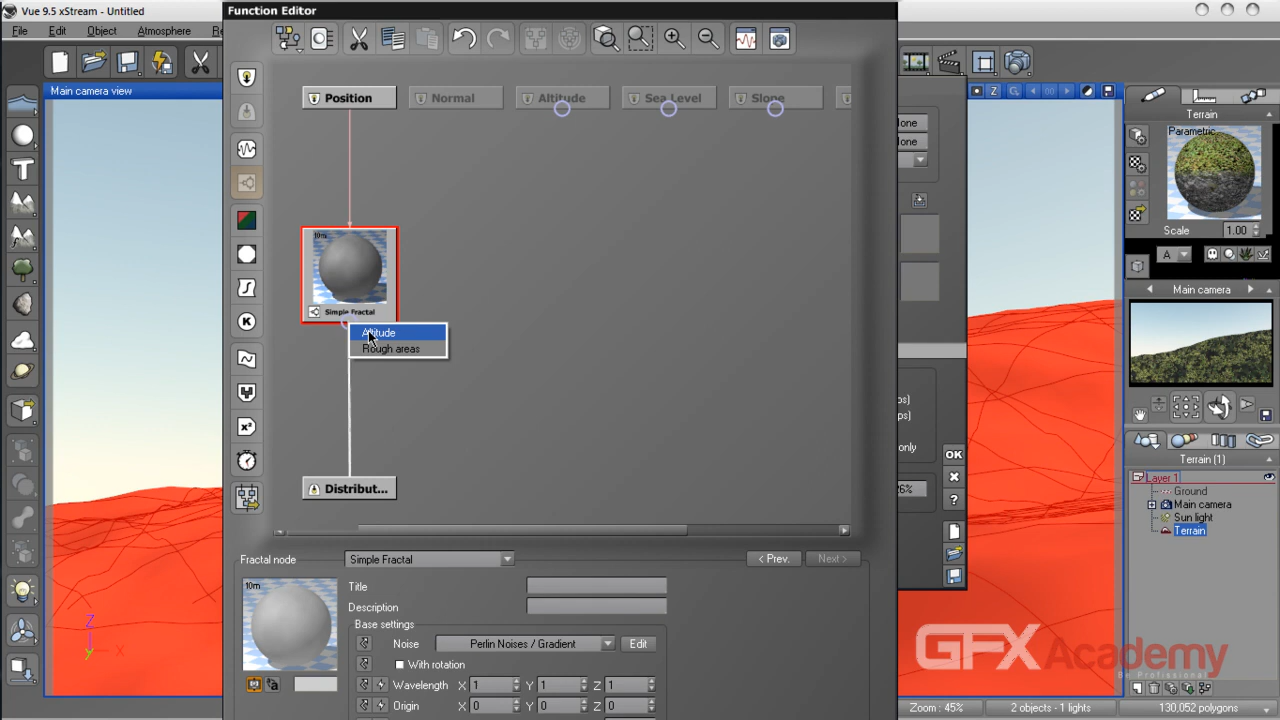 Vue 9.5 xStream - Untitled
File Edit Object Atmosphere
Main camera view
Function Editor
Position Normal Altitude Sea Level Slope
10m
Simple Fractal
Altitude
Rough areas
Distribut...
Fractal node Simple Fractal < Prev. Next >
10m
Title
Description
Base settings
Noise Perlin Noises / Gradient Edit
With rotation
Wavelength X 1 Y 1 Z 1
Origin X 0 Y 0 Z 0
OK
Z
Y
X
Terrain
Parametric
Scale 1.00
A
Main camera
Terrain (1)
Layer 1
Ground
Main camera
Sun light
Terrain
GFX Academy
Be Professional
Zoom : 45% 2 objects - 1 lights 130,052 polygons